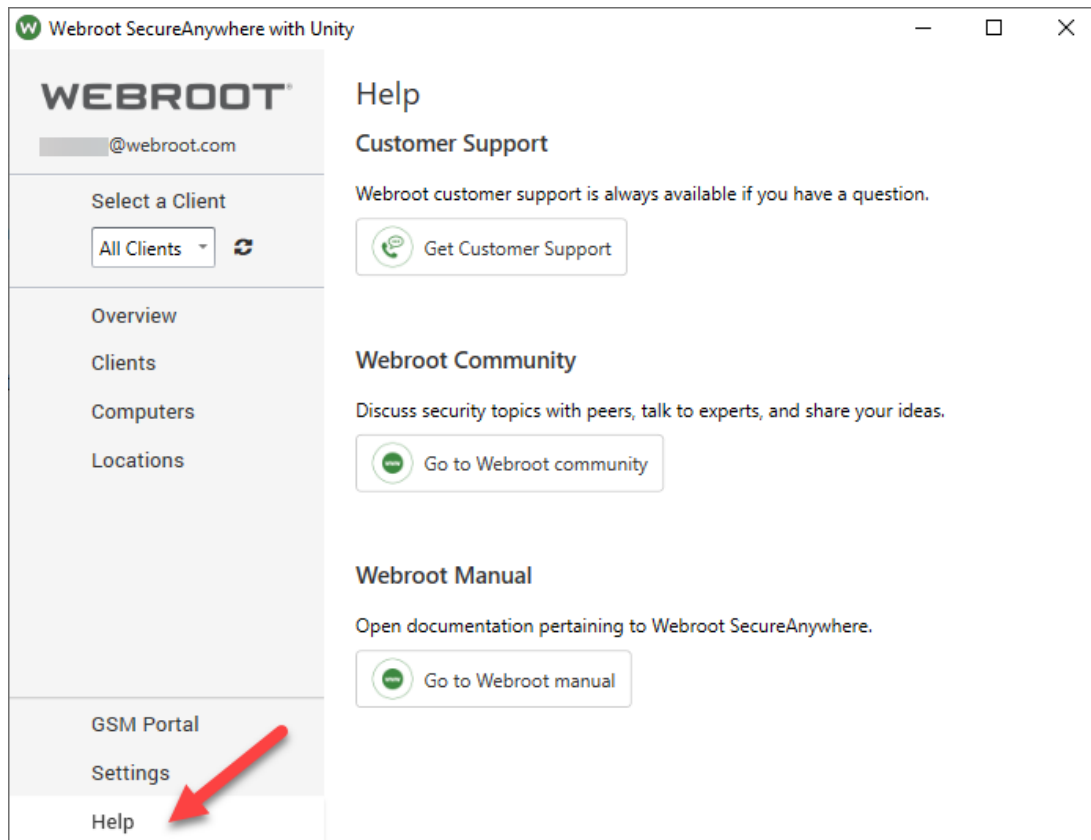 Webroot SecureAnywhere with Unity
WEBROOT
@webroot.com
Select a Client
All Clients
Overview
Clients
Computers
Locations
GSM Portal
Settings
Help
Help
Customer Support
Webroot customer support is always available if you have a question.
Get Customer Support
Webroot Community
Discuss security topics with peers, talk to experts, and share your ideas.
Go to Webroot community
Webroot Manual
Open documentation pertaining to Webroot SecureAnywhere.
Go to Webroot manual